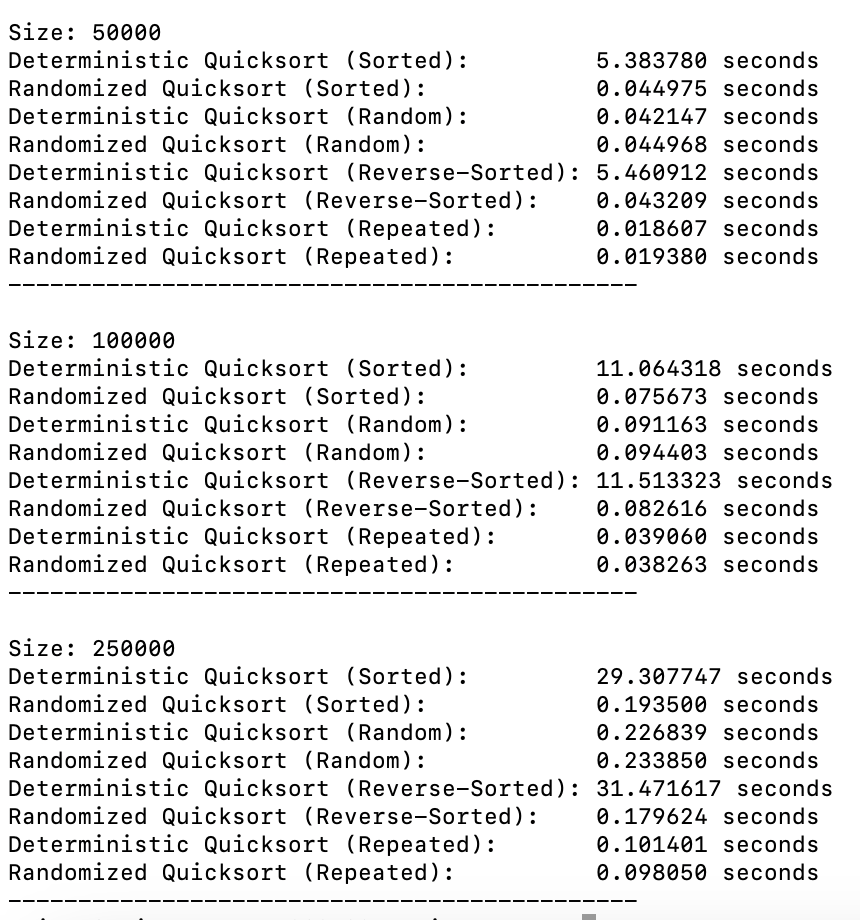 Size: 50000
Deterministic Quicksort (Sorted):         5.383780 seconds
Randomized Quicksort (Sorted):            0.044975 seconds
Deterministic Quicksort (Random):         0.042147 seconds
Randomized Quicksort (Random):            0.044968 seconds
Deterministic Quicksort (Reverse-Sorted): 5.460912 seconds
Randomized Quicksort (Reverse-Sorted):    0.043209 seconds
Deterministic Quicksort (Repeated):       0.018607 seconds
Randomized Quicksort (Repeated):          0.019380 seconds
---------------------------------------------
Size: 100000
Deterministic Quicksort (Sorted):         11.064318 seconds
Randomized Quicksort (Sorted):            0.075673 seconds
Deterministic Quicksort (Random):         0.091163 seconds
Randomized Quicksort (Random):            0.094403 seconds
Deterministic Quicksort (Reverse-Sorted): 11.513323 seconds
Randomized Quicksort (Reverse-Sorted):    0.082616 seconds
Deterministic Quicksort (Repeated):       0.039060 seconds
Randomized Quicksort (Repeated):          0.038263 seconds
---------------------------------------------
Size: 250000
Deterministic Quicksort (Sorted):         29.307747 seconds
Randomized Quicksort (Sorted):            0.193500 seconds
Deterministic Quicksort (Random):         0.226839 seconds
Randomized Quicksort (Random):            0.233850 seconds
Deterministic Quicksort (Reverse-Sorted): 31.471617 seconds
Randomized Quicksort (Reverse-Sorted):    0.179624 seconds
Deterministic Quicksort (Repeated):       0.101401 seconds
Randomized Quicksort (Repeated):          0.098050 seconds
---------------------------------------------